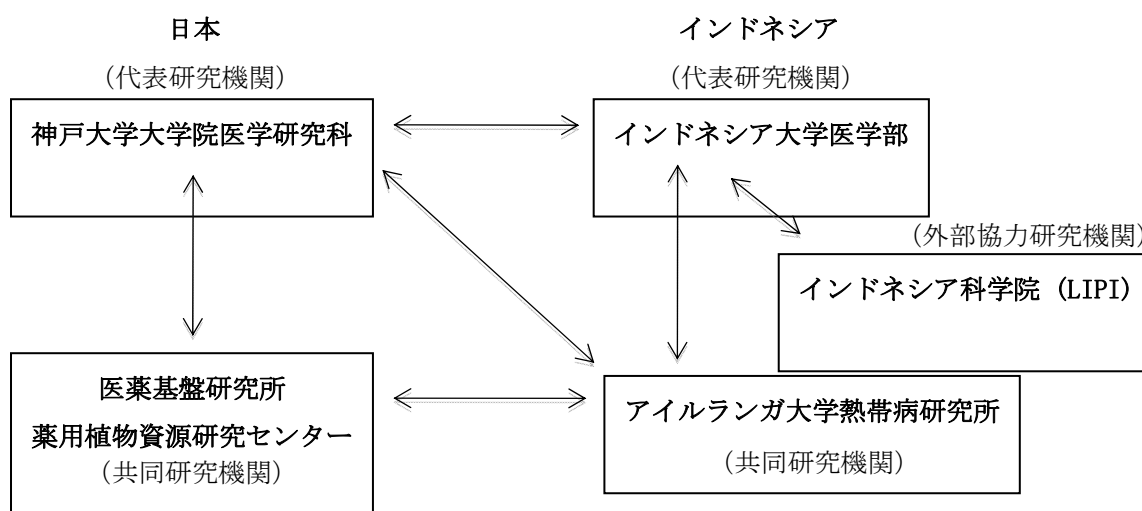 日本
インドネシア
（代表研究機関）
（代表研究機関）
神戸大学大学院医学研究科
インドネシア大学医学部
（外部協力研究機関）
インドネシア科学院（LIPI）
医薬基盤研究所
薬用植物資源研究センター
（共同研究機関）
アイルランガ大学熱帯病研究所
（共同研究機関）